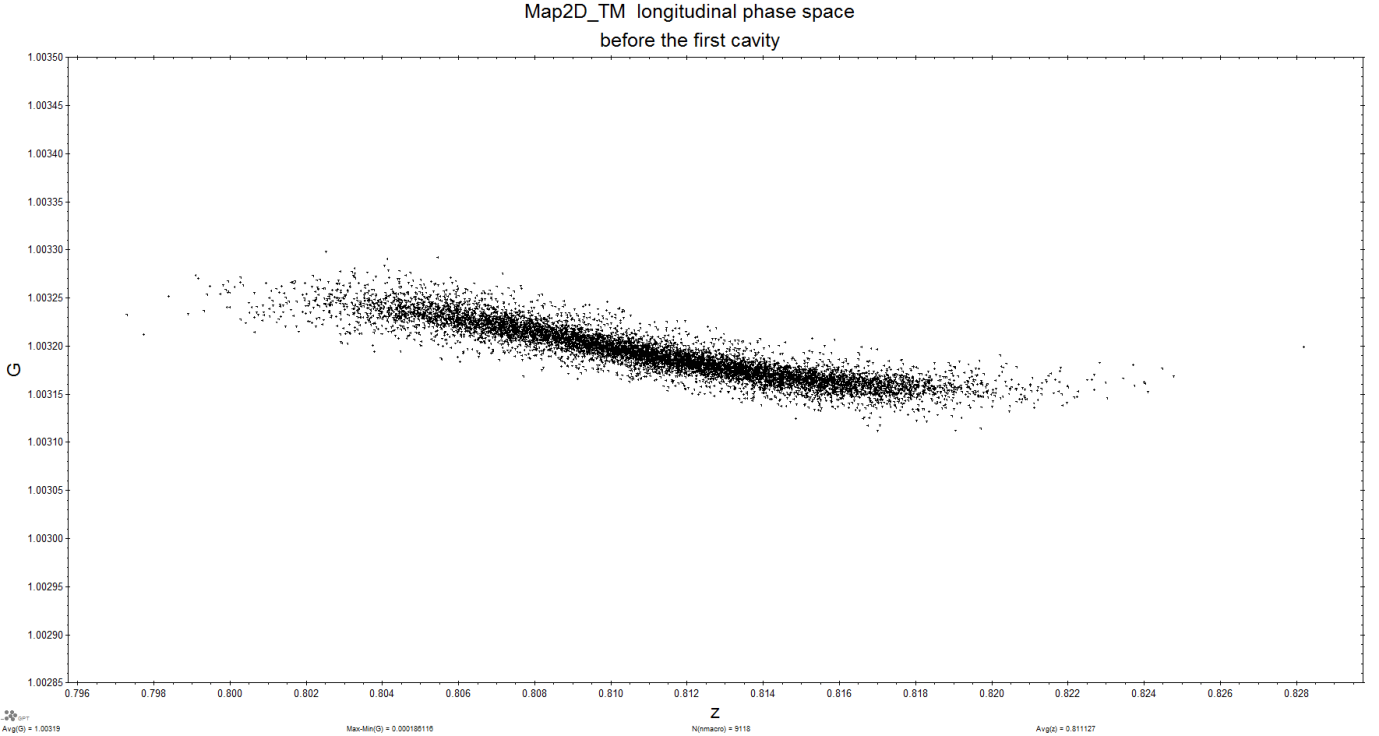 Map2D_TM longitudinal phase space
before the first cavity
1.00350
1.00345
1.00340
1.00335
1.00330
1.00325
1.00320
1.00315
1.00310
1.00305
1.00300
1.00295
1.00290
1.00285
G
0.796 0.798 0.800 0.802 0.804 0.806 0.808 0.810 0.812 0.814 0.816 0.818 0.820 0.822 0.824 0.826 0.828
z
GPT
Avg(G) = 1.00319 Max-Min(G) = 0.000186116 N(nmacro) = 9118 Avg(z) = 0.811127